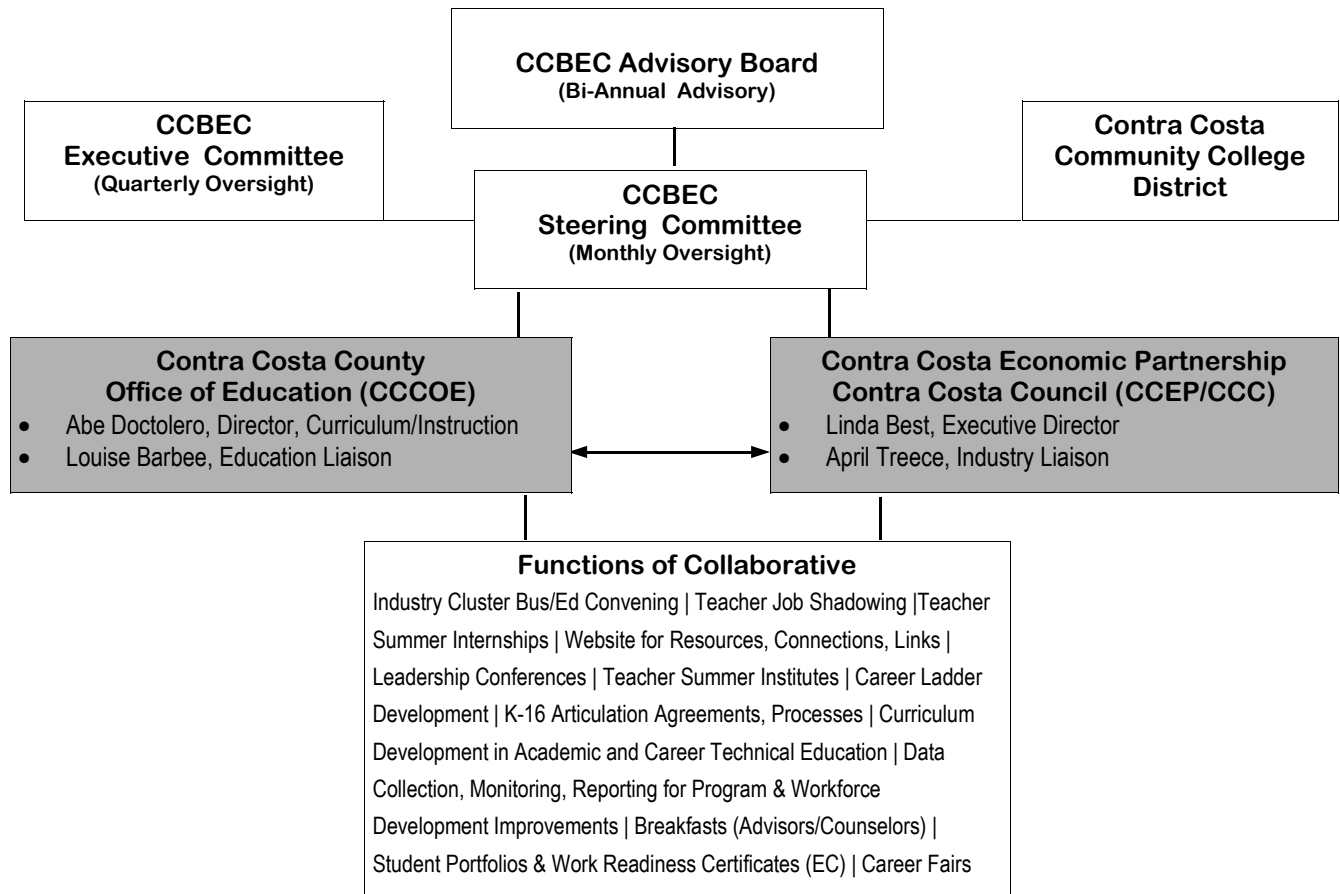 CCBEC Advisory Board
(Bi-Annual Advisory)
CCBEC
Executive Committee
(Quarterly Oversight)
Contra Costa
Community College
District
CCBEC
Steering Committee
(Monthly Oversight)
Contra Costa County
Office of Education (CCCOE)
• Abe Doctolero, Director, Curriculum/Instruction
• Louise Barbee, Education Liaison
Contra Costa Economic Partnership
Contra Costa Council (CCEP/CCC)
• Linda Best, Executive Director
• April Treece, Industry Liaison
Functions of Collaborative
Industry Cluster Bus/Ed Convening | Teacher Job Shadowing |Teacher
Summer Internships | Website for Resources, Connections, Links |
Leadership Conferences | Teacher Summer Institutes | Career Ladder
Development | K-16 Articulation Agreements, Processes | Curriculum
Development in Academic and Career Technical Education | Data
Collection, Monitoring, Reporting for Program & Workforce
Development Improvements | Breakfasts (Advisors/Counselors) |
Student Portfolios & Work Readiness Certificates (EC) | Career Fairs